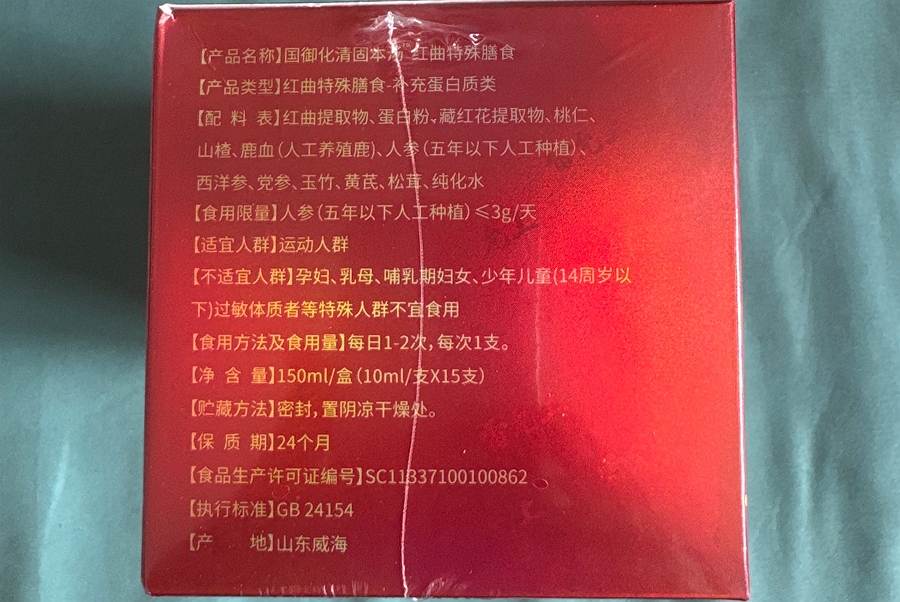 【产品名称】国御化清固本汤 红曲特殊膳食
【产品类型】红曲特殊膳食-补充蛋白质类
【配 料 表】红曲提取物、蛋白粉、藏红花提取物、桃仁、
山楂、鹿血(人工养殖鹿)、人参(五年以下人工种植)、
西洋参、党参、玉竹、黄芪、松茸、纯化水
【食用限量】人参(五年以下人工种植)≤3g/天
【适宜人群】运动人群
【不适宜人群】孕妇、乳母、哺乳期妇女、少年儿童(14周岁以
下)过敏体质者等特殊人群不宜食用
【食用方法及食用量】每日1-2次,每次1支。
【净 含 量】150ml/盒(10ml/支X15支)
【贮藏方法】密封,置阴凉干燥处。
【保 质 期】24个月
【食品生产许可证编号】SC11337100100862
【执行标准】GB 24154
【产 地】山东威海